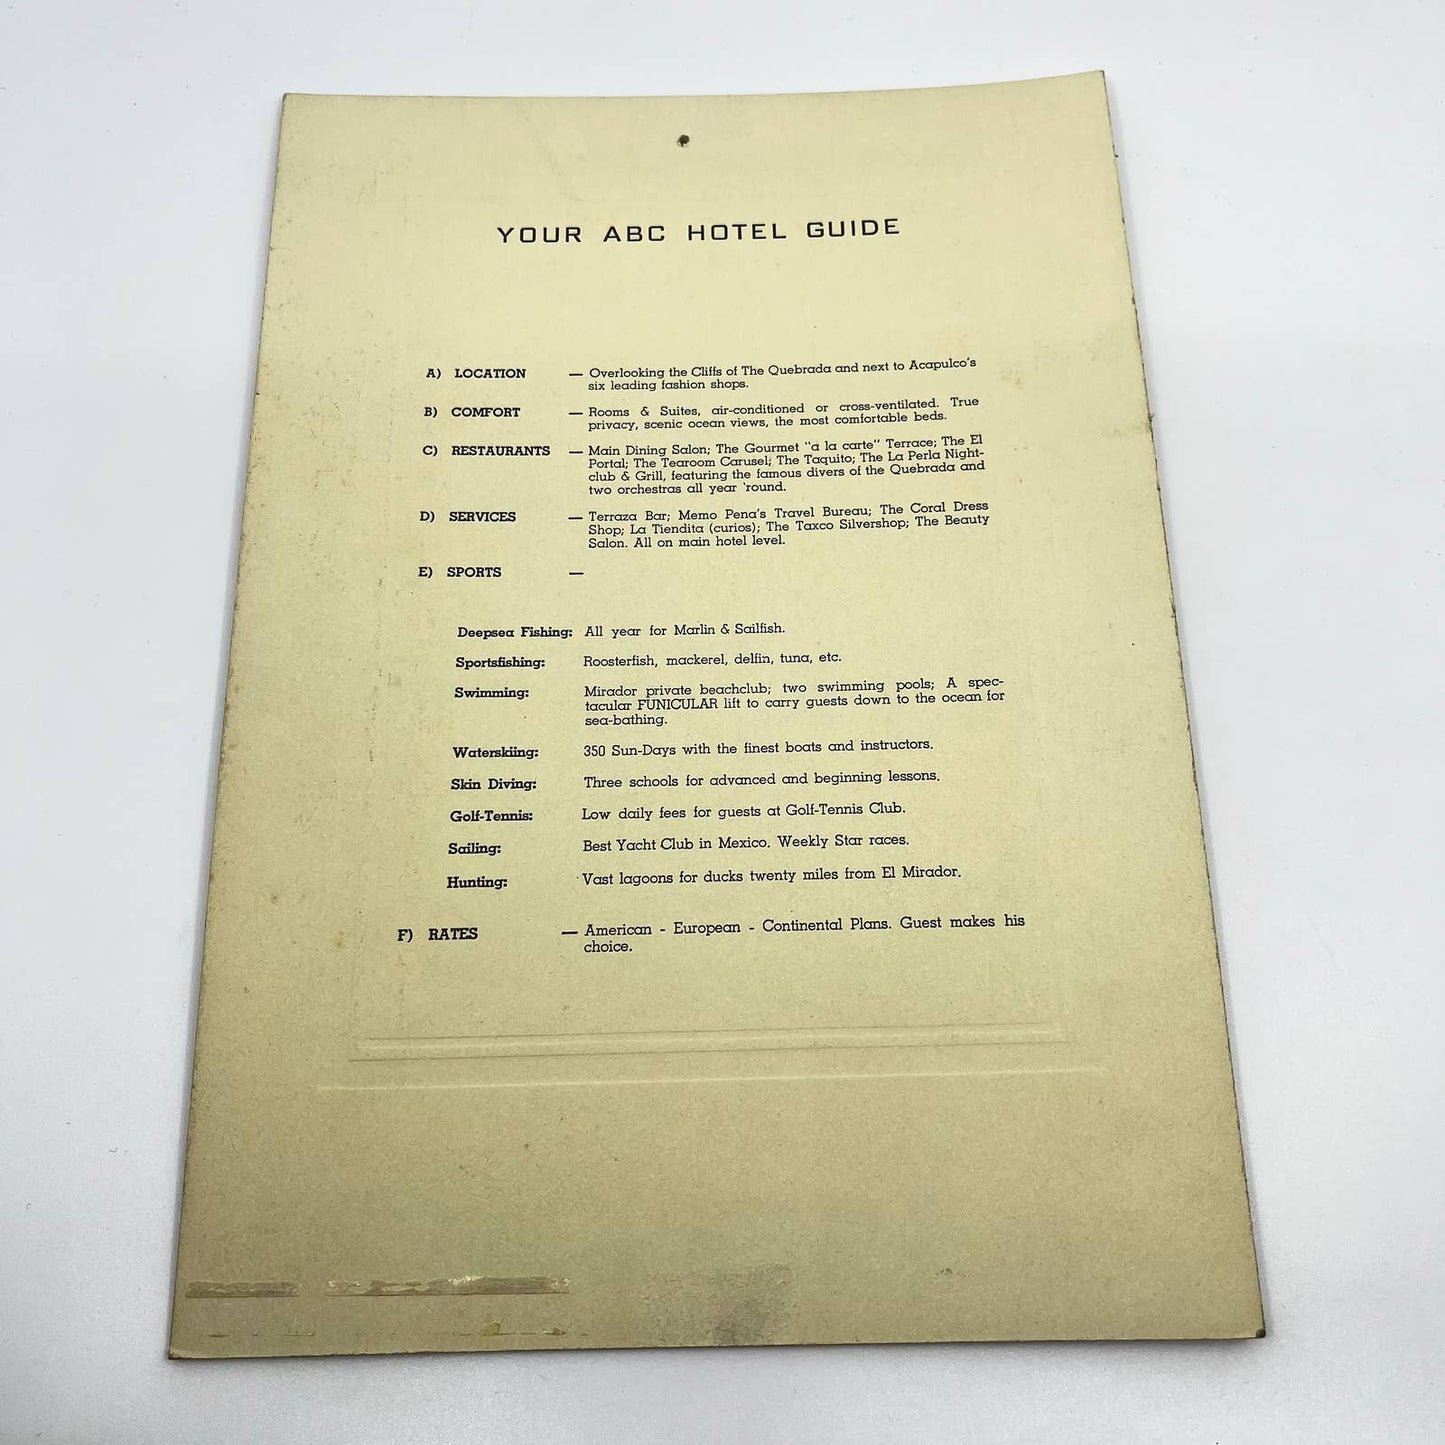 YOUR ABC HOTEL GUIDE
A) LOCATION — Overlooking the Cliffs of The Quebrada and next to Acapulco's
six leading fashion shops.
B) COMFORT — Rooms & Suites, air-conditioned or cross-ventilated. True
privacy, scenic ocean views, the most comfortable beds.
C) RESTAURANTS — Main Dining Salon; The Gourmet "a la carte" Terrace; The El
Portal; The Tearoom Carusel; The Taquito; The La Perla Night-
club & Grill, featuring the famous divers of the Quebrada and
two orchestras all year 'round.
D) SERVICES — Terraza Bar; Memo Pena's Travel Bureau; The Coral Dress
Shop; La Tiendita (curios); The Taxco Silvershop; The Beauty
Salon. All on main hotel level.
E) SPORTS —
Deepsea Fishing: All year for Marlin & Sailfish.
Sportsfishing: Roosterfish, mackerel, delfin, tuna, etc.
Swimming: Mirador private beachclub; two swimming pools; A spec-
tacular FUNICULAR lift to carry guests down to the ocean for
sea-bathing.
Waterskiing: 350 Sun-Days with the finest boats and instructors.
Skin Diving: Three schools for advanced and beginning lessons.
Golf-Tennis: Low daily fees for guests at Golf-Tennis Club.
Sailing: Best Yacht Club in Mexico. Weekly Star races.
Hunting: Vast lagoons for ducks twenty miles from El Mirador.
F) RATES — American - European - Continental Plans. Guest makes his
choice.